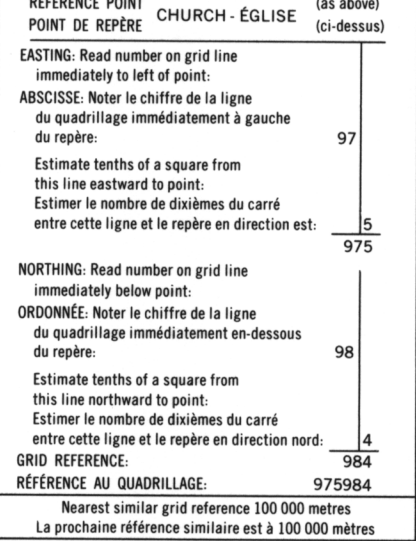 REFERENCE POINT CHURCH - ÉGLISE (as above)
POINT DE REPÈRE (ci-dessus)
EASTING: Read number on grid line
immediately to left of point:
ABSCISSE: Noter le chiffre de la ligne
du quadrillage immédiatement à gauche
du repère: 97
Estimate tenths of a square from
this line eastward to point:
Estimer le nombre de dixièmes du carré
entre cette ligne et le repère en direction est: 5
975
NORTHING: Read number on grid line
immediately below point:
ORDONNÉE: Noter le chiffre de la ligne
du quadrillage immédiatement en-dessous
du repère: 98
Estimate tenths of a square from
this line northward to point:
Estimer le nombre de dixièmes du carré
entre cette ligne et le repère en direction nord: 4
GRID REFERENCE: 984
RÉFÉRENCE AU QUADRILLAGE: 975984
Nearest similar grid reference 100 000 metres
La prochaine référence similaire est à 100 000 mètres